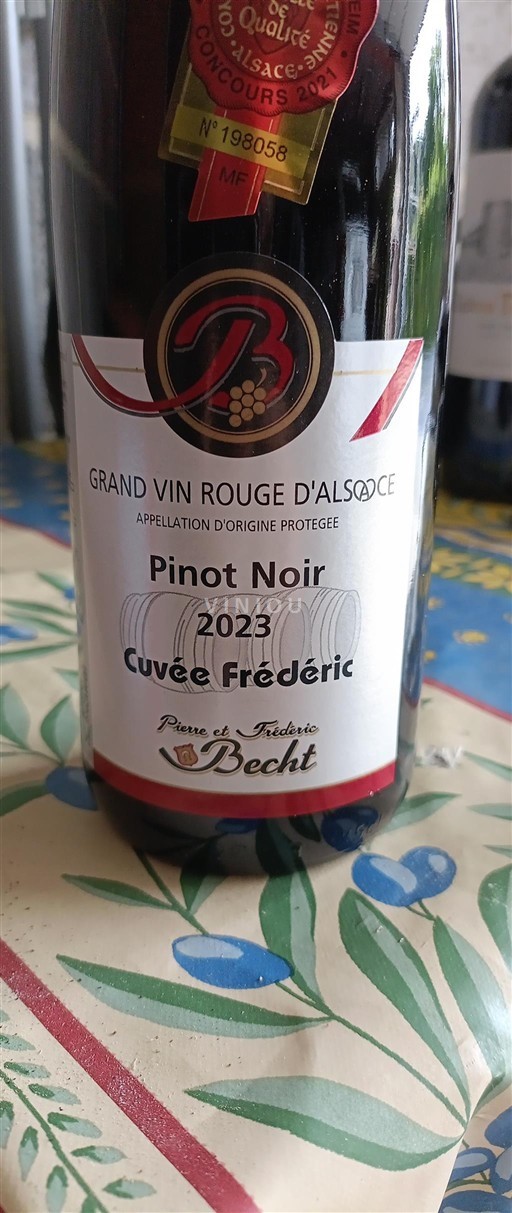 de
Qualité
ALSACE
CONCOURS 2021
N° 198058
MF
B
GRAND VIN ROUGE D'ALSACE
APPELLATION D'ORIGINE PROTEGEE
Pinot Noir
VINIOU
2023
Cuvée Frédéric
Pierre et Frédéric
Becht